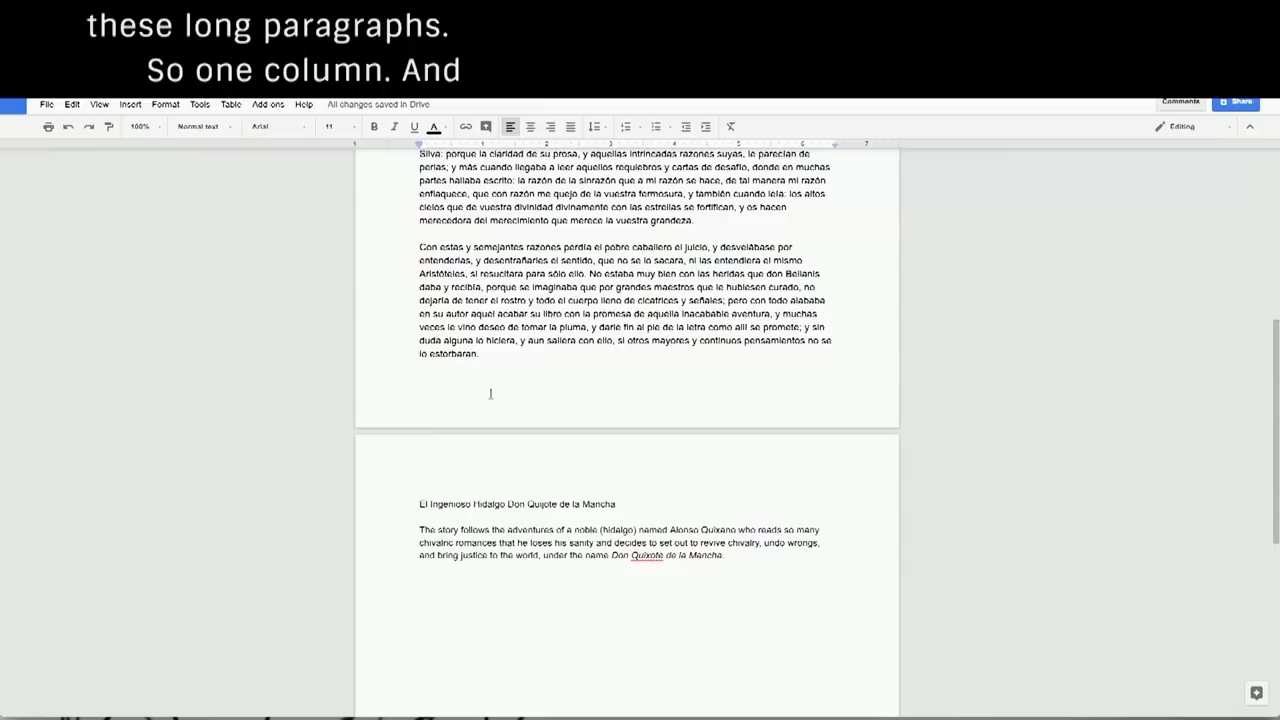 these long paragraphs.
So one column. And
File Edit View Insert Format Tools Table Add-ons Help All changes saved in Drive
Comments Share
100% Normal text Arial 11 B I U A Editing
1 1 2 3 4 5 6 7
Silva: porque la claridad de su prosa, y aquellas intrincadas razones suyas, le parecían de
perlas; y más cuando llegaba a leer aquellos requiebros y cartas de desafío, donde en muchas
partes hallaba escrito: la razón de la sinrazón que a mi razón se hace, de tal manera mi razón
enflaquece, que con razón me quejo de la vuestra fermosura, y también cuando leía: los altos
cielos que de vuestra divinidad divinamente con las estrellas se fortifican, y os hacen
merecedora del merecimiento que merece la vuestra grandeza.
Con estas y semejantes razones perdía el pobre caballero el juicio, y desvelábase por
entenderlas, y desentrañarles el sentido, que no se lo sacara, ni las entendiera el mismo
Aristóteles, si resucitara para sólo ello. No estaba muy bien con las heridas que don Belianis
daba y recibía, porque se imaginaba que por grandes maestros que le hubiesen curado, no
dejaría de tener el rostro y todo el cuerpo lleno de cicatrices y señales; pero con todo alababa
en su autor aquel acabar su libro con la promesa de aquella inacabable aventura, y muchas
veces le vino deseo de tomar la pluma, y darle fin al pie de la letra como allí se promete; y sin
duda alguna lo hiciera, y aun saliera con ello, si otros mayores y continuos pensamientos no se
lo estorbaran.
El Ingenioso Hidalgo Don Quijote de la Mancha
The story follows the adventures of a noble (hidalgo) named Alonso Quixano who reads so many
chivalric romances that he loses his sanity and decides to set out to revive chivalry, undo wrongs,
and bring justice to the world, under the name Don Quixote de la Mancha.